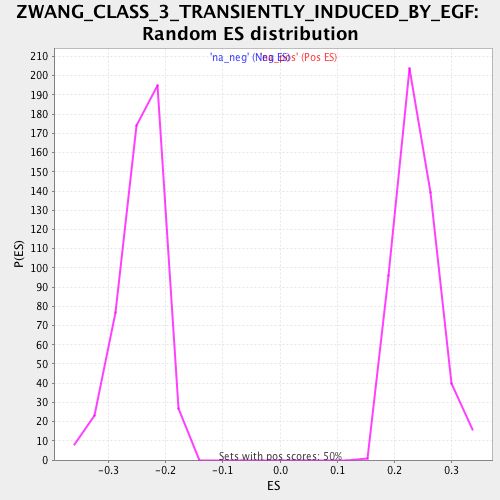 ZWANG_CLASS_3_TRANSIENTLY_INDUCED_BY_EGF:
Random ES distribution
'na_neg' (Neg ES)
'na_pos' (Pos ES)
210
200
190
180
170
160
150
140
130
120
110
100
90
80
70
60
50
40
30
20
10
0
P(ES)
Sets with pos scores: 50%
-0.3 -0.2 -0.1 0.0 0.1 0.2 0.3
ES